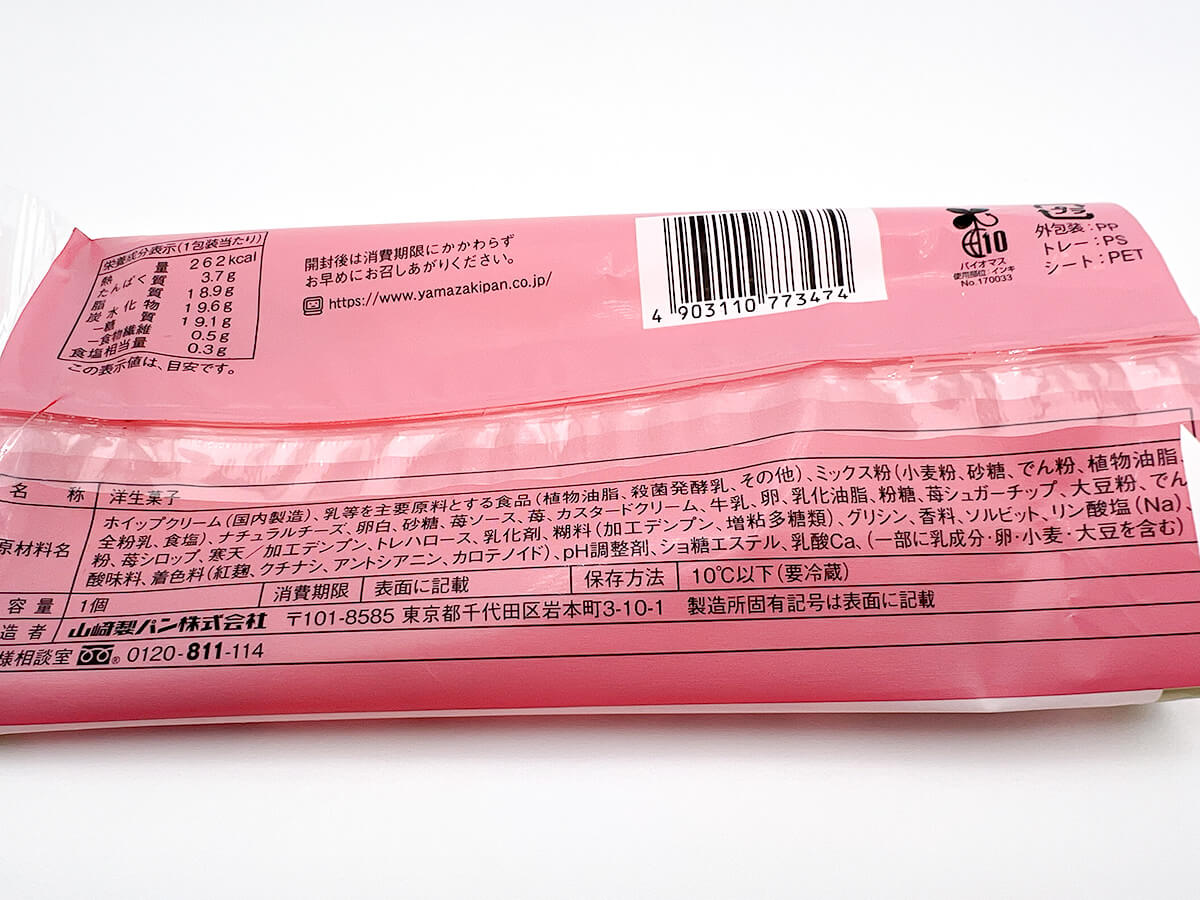 栄養成分表示(1包装当たり)
熱量 262kcal
たんぱく質 3.7g
脂質 18.9g
炭水化物 19.6g
―糖質 19.1g
―食物繊維 0.5g
食塩相当量 0.3g
この表示値は、目安です。
開封後は消費期限にかかわらず
お早めにお召しあがりください。
https://www.yamazakipan.co.jp/
4 903110 773474
10
バイオマス
使用部位:インキ
No.170033
プラ
外包装:PP
トレー:PS
シート:PET
名称 洋生菓子
原材料名 ホイップクリーム(国内製造)、乳等を主要原料とする食品(植物油脂、殺菌発酵乳、その他)、ミックス粉(小麦粉、砂糖、でん粉、植物油脂、
全粉乳、食塩)、ナチュラルチーズ、卵白、砂糖、苺ソース、苺、カスタードクリーム、牛乳、卵、乳化油脂、粉糖、苺シュガーチップ、大豆粉、でん
粉、苺シロップ、寒天/加工デンプン、トレハロース、乳化剤、糊料(加工デンプン、増粘多糖類)、グリシン、香料、ソルビット、リン酸塩(Na)、
酸味料、着色料(紅麹、クチナシ、アントシアニン、カロテノイド)、pH調整剤、ショ糖エステル、乳酸Ca、(一部に乳成分・卵・小麦・大豆を含む)
容量 1個 消費期限 表面に記載 保存方法 10℃以下(要冷蔵)
造者 山崎製パン株式会社 〒101-8585 東京都千代田区岩本町3-10-1 製造所固有記号は表面に記載
様相談室 0120-811-114